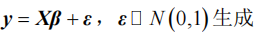 y = Xβ + ε，ε □ N(0,1) 生成